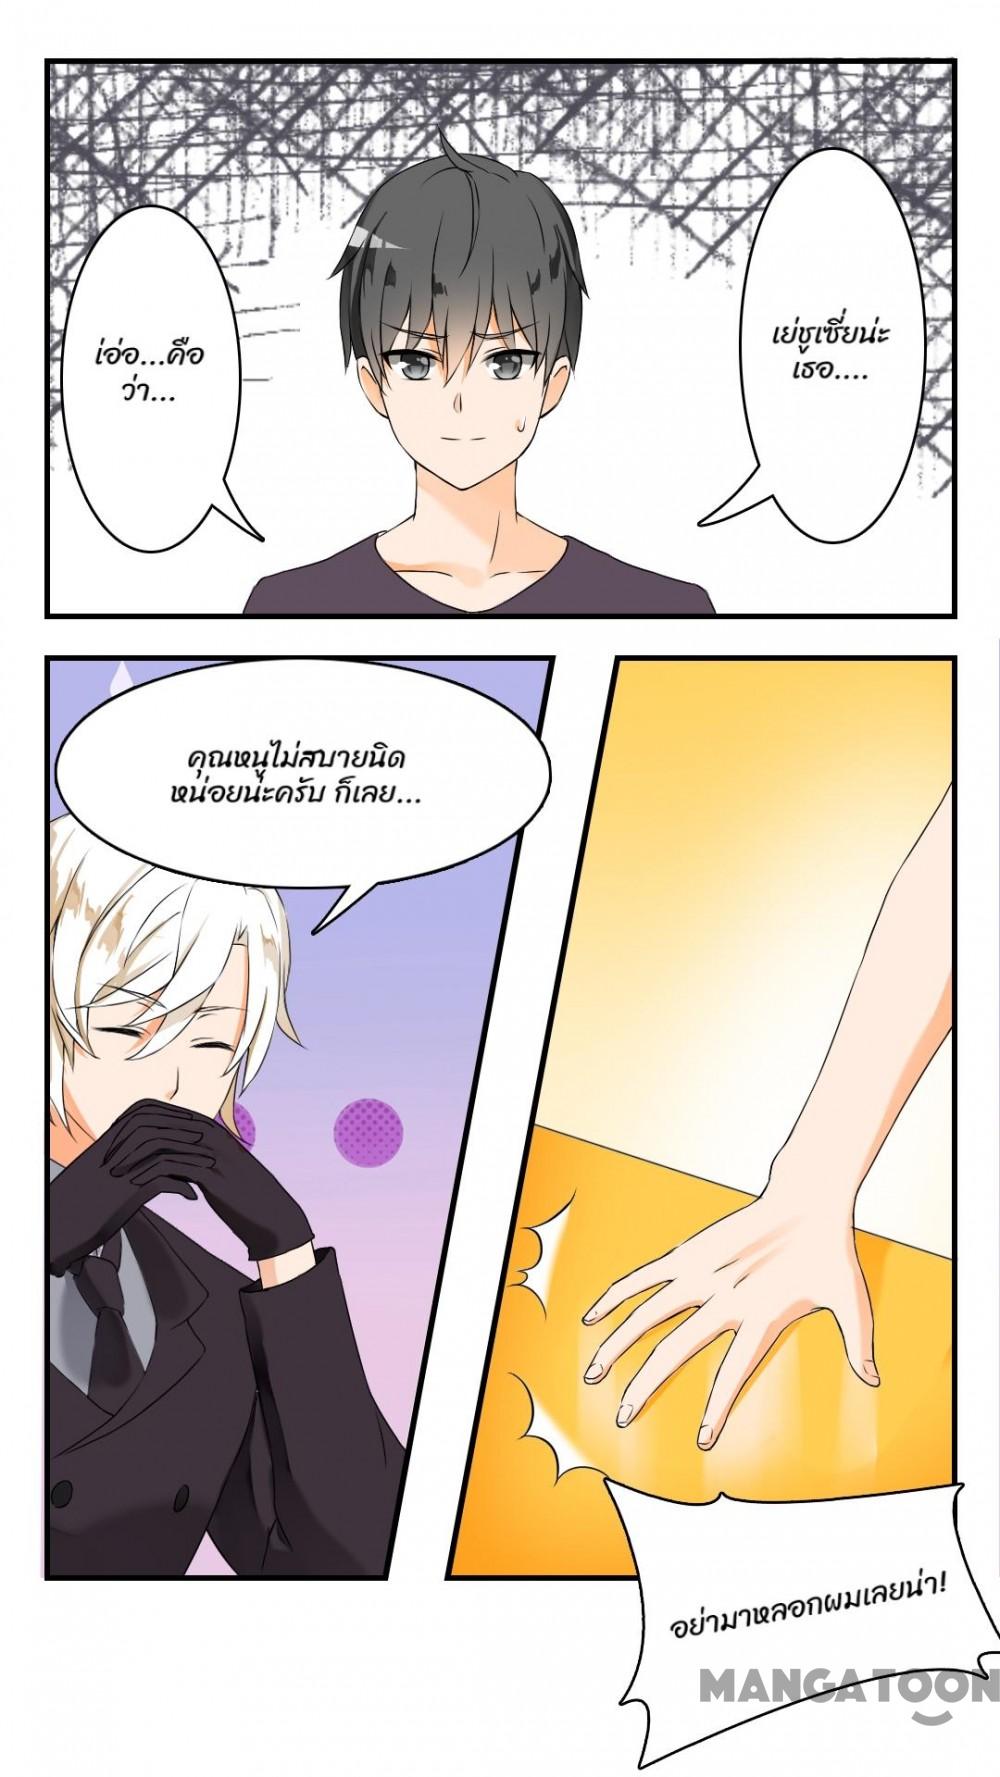 เอ่อ...คือ
ว่า...
เย่ชูเซี่ยน่ะ
เธอ....
คุณหนูไม่สบายนิด
หน่อยน่ะครับ ก็เลย...
อย่ามาหลอกผมเลยน่า!
MANGATOON